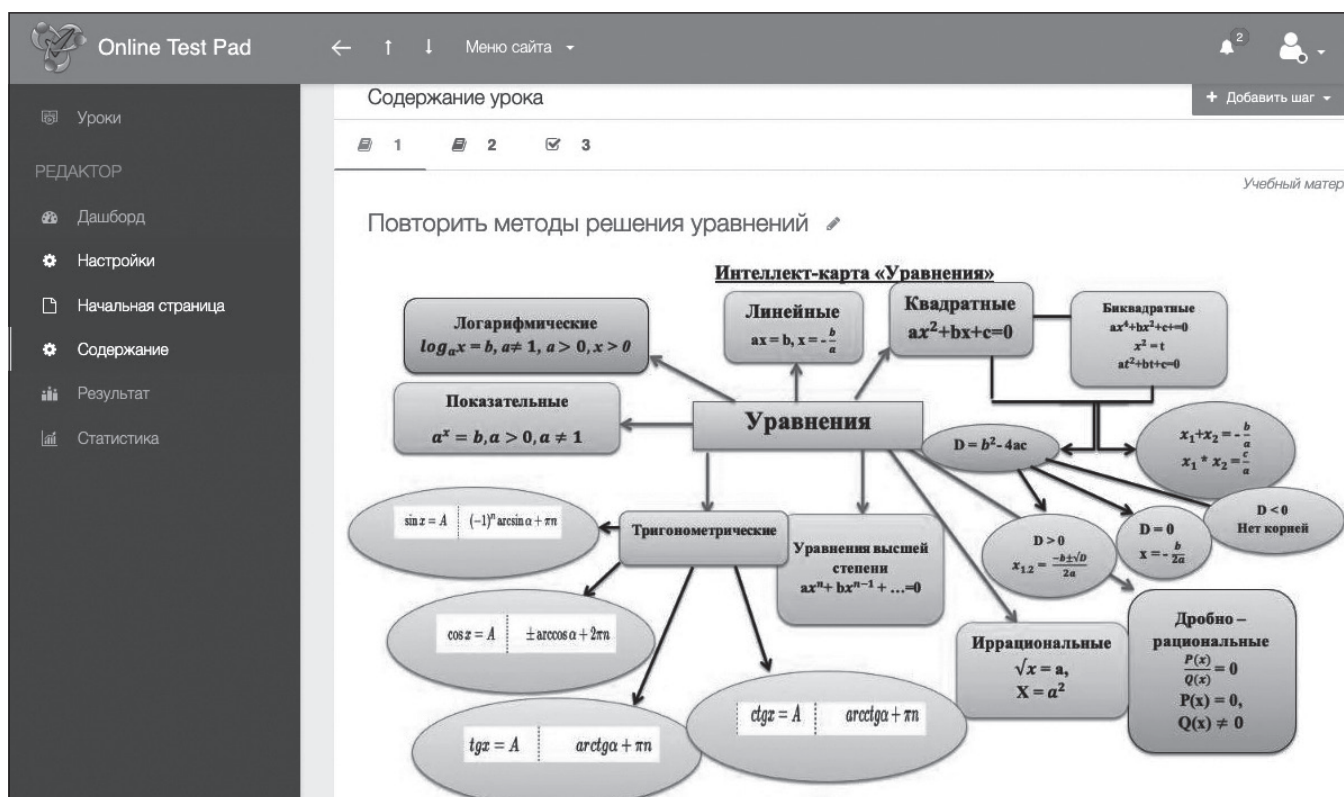 Online Test Pad
← ↑ ↓ Меню сайта
2
Уроки
РЕДАКТОР
Дашборд
Настройки
Начальная страница
Содержание
Результат
Статистика
Содержание урока
+ Добавить шаг
1 2 3
Учебный матер
Повторить методы решения уравнений
Интеллект-карта «Уравнения»
Логарифмические
logₐx = b, a ≠ 1, a > 0, x > 0
Линейные
ax = b, x = -b/a
Квадратные
ax²+bx+c=0
Биквадратные
ax⁴+bx²+c+=0
x² = t
at²+bt+c=0
Показательные
aˣ = b, a > 0, a ≠ 1
Уравнения
D = b²- 4ac
x₁+x₂ = -b/a
x₁ * x₂ = c/a
sin x = A (-1)ⁿ arcsin α + πn
Тригонометрические
Уравнения высшей
степени
axⁿ+ bxⁿ⁻¹ + …=0
D > 0
x₁.₂ = (-b±√D)/2a
D = 0
x = -b/2a
D < 0
Нет корней
cos x = A ± arccos α + 2πn
Иррациональные
√x = a,
X = a²
Дробно –
рациональные
P(x)/Q(x) = 0
P(x) = 0,
Q(x) ≠ 0
tgx = A arctgα + πn
ctgx = A arcctgα + πn